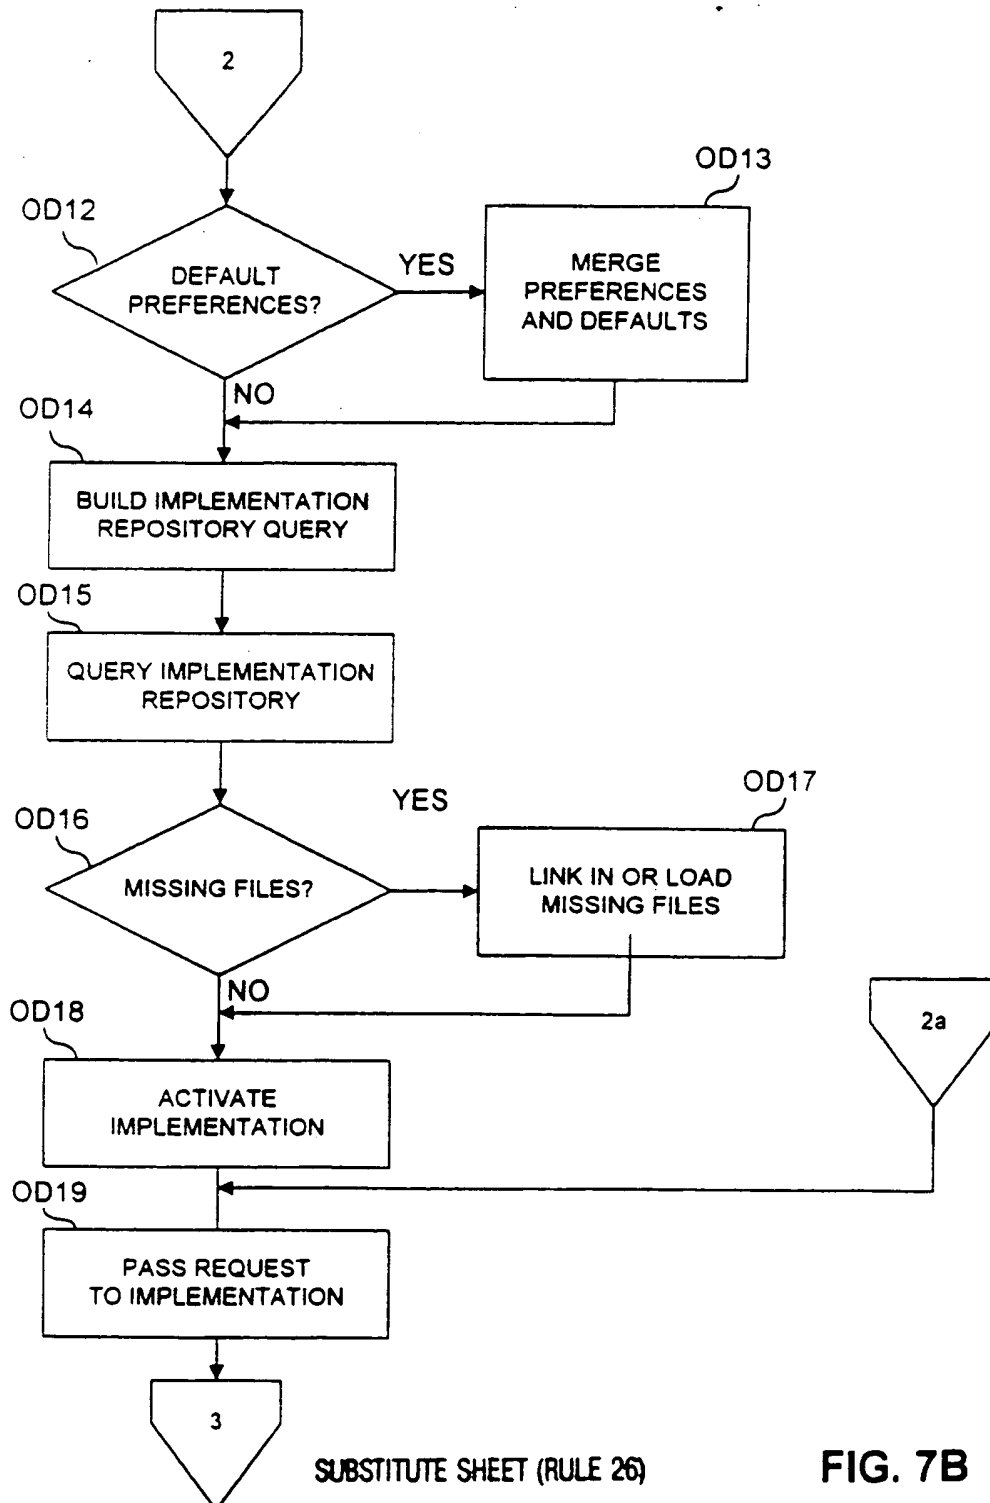 2
OD13
OD12
YES
DEFAULT
PREFERENCES?
MERGE
PREFERENCES
AND DEFAULTS
NO
OD14
BUILD IMPLEMENTATION
REPOSITORY QUERY
OD15
QUERY IMPLEMENTATION
REPOSITORY
OD17
YES
OD16
MISSING FILES?
LINK IN OR LOAD
MISSING FILES
NO
OD18
2a
ACTIVATE
IMPLEMENTATION
OD19
PASS REQUEST
TO IMPLEMENTATION
3
SUBSTITUTE SHEET (RULE 26)
FIG. 7B